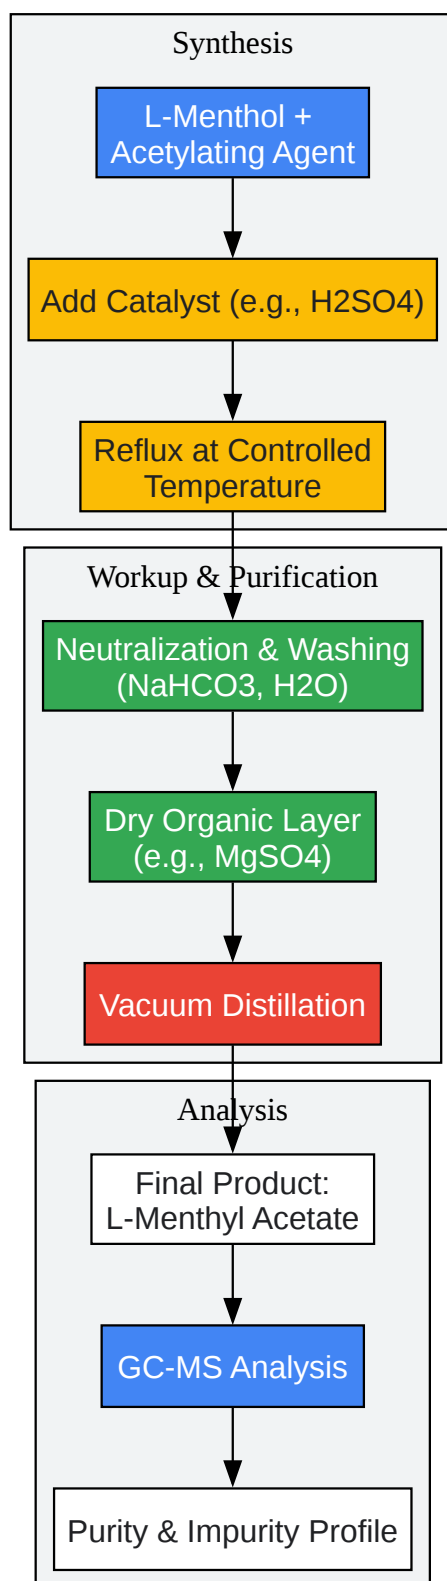 Synthesis
L-Menthol +
Acetylating Agent
Add Catalyst (e.g., H2SO4)
Reflux at Controlled
Temperature
Workup & Purification
Neutralization & Washing
(NaHCO3, H2O)
Dry Organic Layer
(e.g., MgSO4)
Vacuum Distillation
Analysis
Final Product:
L-Menthyl Acetate
GC-MS Analysis
Purity & Impurity Profile